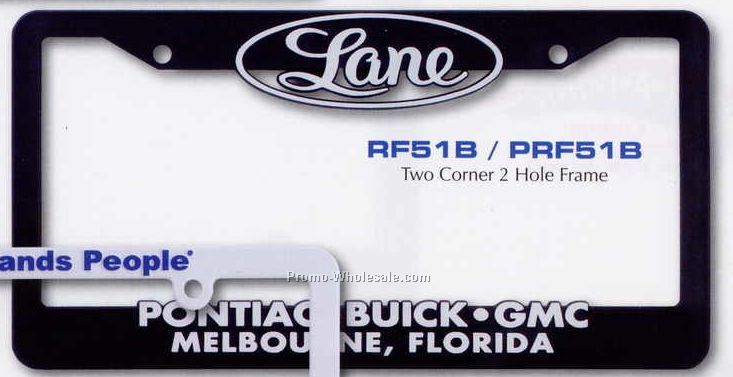 Lane
RF51B / PRF51B
Two Corner 2 Hole Frame
ands People
Promo-Wholesale.com
PONTIAC BUICK•GMC
MELBOURNE, FLORIDA